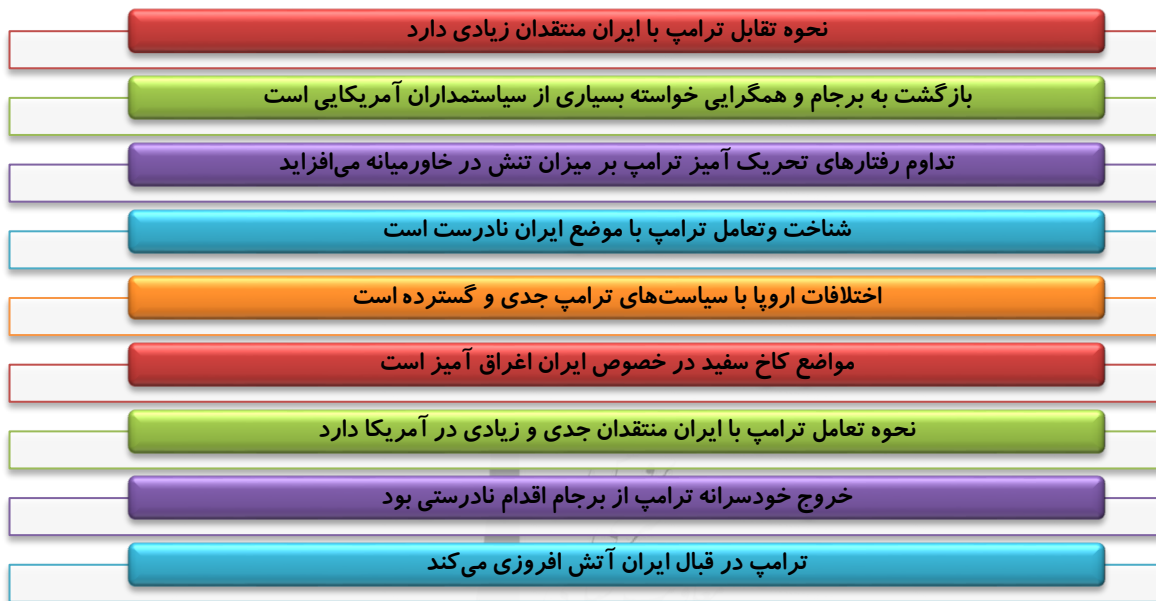 نحوه تقابل ترامپ با ایران منتقدان زیادی دارد
بازگشت به برجام و همگرایی خواسته بسیاری از سیاستمداران آمریکایی است
تداوم رفتارهای تحریک آمیز ترامپ بر میزان تنش در خاورمیانه می‌افزاید
شناخت وتعامل ترامپ با موضع ایران نادرست است
اختلافات اروپا با سیاست‌های ترامپ جدی و گسترده است
مواضع کاخ سفید در خصوص ایران اغراق آمیز است
نحوه تعامل ترامپ با ایران منتقدان جدی و زیادی در آمریکا دارد
خروج خودسرانه ترامپ از برجام اقدام نادرستی بود
ترامپ در قبال ایران آتش افروزی می‌کند